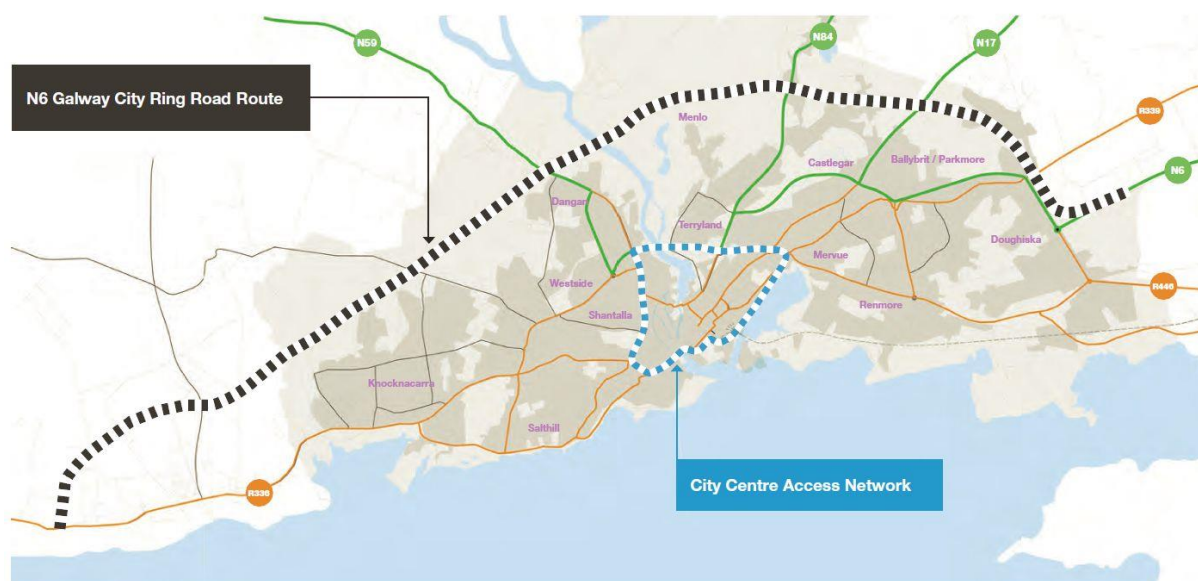 N59
N84
N17
N6 Galway City Ring Road Route
R339
Menlo
Castlegar
Ballybrit / Parkmore
N6
Dangan
Terryland
Doughiska
Mervue
Westside
R446
Renmore
Shantalla
Knocknacarra
Salthill
City Centre Access Network
R336